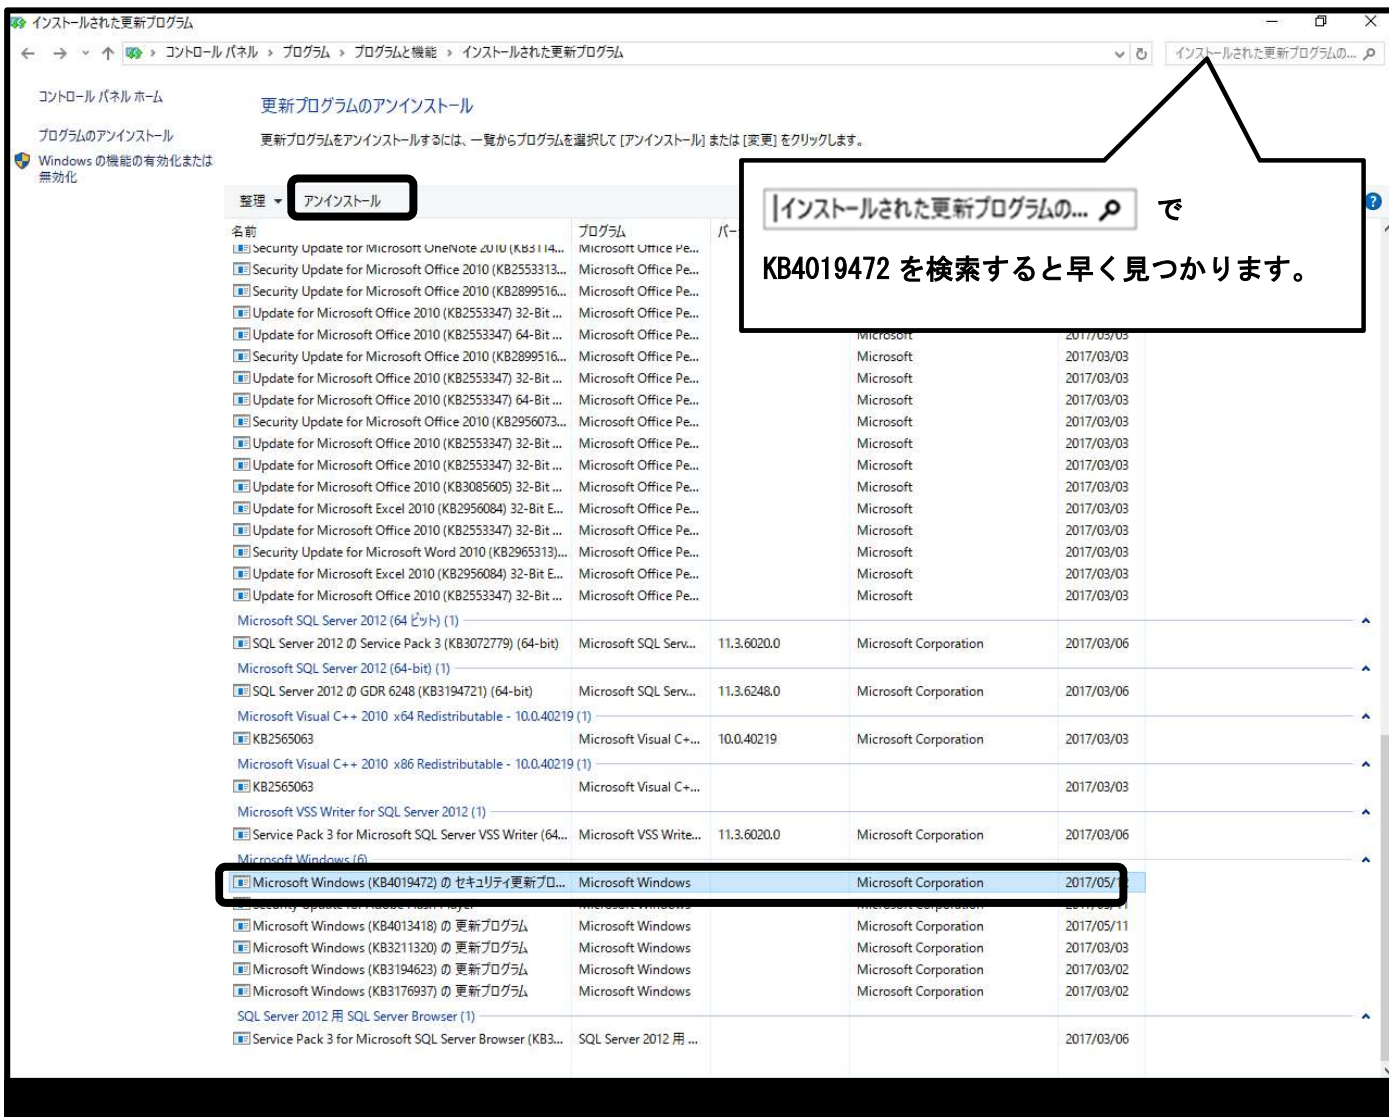 インストールされた更新プログラム
コントロール パネル › プログラム › プログラムと機能 › インストールされた更新プログラム
インストールされた更新プログラムの...
コントロール パネル ホーム
プログラムのアンインストール
Windows の機能の有効化または
無効化
更新プログラムのアンインストール
更新プログラムをアンインストールするには、一覧からプログラムを選択して [アンインストール] または [変更] をクリックします。
整理 アンインストール
インストールされた更新プログラムの... で
KB4019472 を検索すると早く見つかります。
名前 プログラム バー
Security Update for Microsoft OneNote 2010 (KB3114... Microsoft Office Pe...
Security Update for Microsoft Office 2010 (KB2553313... Microsoft Office Pe...
Security Update for Microsoft Office 2010 (KB2899516... Microsoft Office Pe...
Update for Microsoft Office 2010 (KB2553347) 32-Bit ... Microsoft Office Pe...
Update for Microsoft Office 2010 (KB2553347) 64-Bit ... Microsoft Office Pe... Microsoft 2017/03/03
Security Update for Microsoft Office 2010 (KB2899516... Microsoft Office Pe... Microsoft 2017/03/03
Update for Microsoft Office 2010 (KB2553347) 32-Bit ... Microsoft Office Pe... Microsoft 2017/03/03
Update for Microsoft Office 2010 (KB2553347) 64-Bit ... Microsoft Office Pe... Microsoft 2017/03/03
Security Update for Microsoft Office 2010 (KB2956073... Microsoft Office Pe... Microsoft 2017/03/03
Update for Microsoft Office 2010 (KB2553347) 32-Bit ... Microsoft Office Pe... Microsoft 2017/03/03
Update for Microsoft Office 2010 (KB2553347) 32-Bit ... Microsoft Office Pe... Microsoft 2017/03/03
Update for Microsoft Office 2010 (KB3085605) 32-Bit ... Microsoft Office Pe... Microsoft 2017/03/03
Update for Microsoft Excel 2010 (KB2956084) 32-Bit E... Microsoft Office Pe... Microsoft 2017/03/03
Update for Microsoft Office 2010 (KB2553347) 32-Bit ... Microsoft Office Pe... Microsoft 2017/03/03
Security Update for Microsoft Word 2010 (KB2965313)... Microsoft Office Pe... Microsoft 2017/03/03
Update for Microsoft Excel 2010 (KB2956084) 32-Bit E... Microsoft Office Pe... Microsoft 2017/03/03
Update for Microsoft Office 2010 (KB2553347) 32-Bit ... Microsoft Office Pe... Microsoft 2017/03/03
Microsoft SQL Server 2012 (64 ビット) (1)
SQL Server 2012 の Service Pack 3 (KB3072779) (64-bit) Microsoft SQL Serv... 11.3.6020.0 Microsoft Corporation 2017/03/06
Microsoft SQL Server 2012 (64-bit) (1)
SQL Server 2012 の GDR 6248 (KB3194721) (64-bit) Microsoft SQL Serv... 11.3.6248.0 Microsoft Corporation 2017/03/06
Microsoft Visual C++ 2010 x64 Redistributable - 10.0.40219 (1)
KB2565063 Microsoft Visual C+... 10.0.40219 Microsoft Corporation 2017/03/03
Microsoft Visual C++ 2010 x86 Redistributable - 10.0.40219 (1)
KB2565063 Microsoft Visual C+... 2017/03/03
Microsoft VSS Writer for SQL Server 2012 (1)
Service Pack 3 for Microsoft SQL Server VSS Writer (64... Microsoft VSS Write... 11.3.6020.0 Microsoft Corporation 2017/03/06
Microsoft Windows (6)
Microsoft Windows (KB4019472) の セキュリティ更新プロ... Microsoft Windows Microsoft Corporation 2017/05/12
Security Update for Adobe Flash Player Microsoft Windows Microsoft Corporation 2017/05/11
Microsoft Windows (KB4013418) の 更新プログラム Microsoft Windows Microsoft Corporation 2017/05/11
Microsoft Windows (KB3211320) の 更新プログラム Microsoft Windows Microsoft Corporation 2017/03/03
Microsoft Windows (KB3194623) の 更新プログラム Microsoft Windows Microsoft Corporation 2017/03/02
Microsoft Windows (KB3176937) の 更新プログラム Microsoft Windows Microsoft Corporation 2017/03/02
SQL Server 2012 用 SQL Server Browser (1)
Service Pack 3 for Microsoft SQL Server Browser (KB3... SQL Server 2012 用 ... 2017/03/06